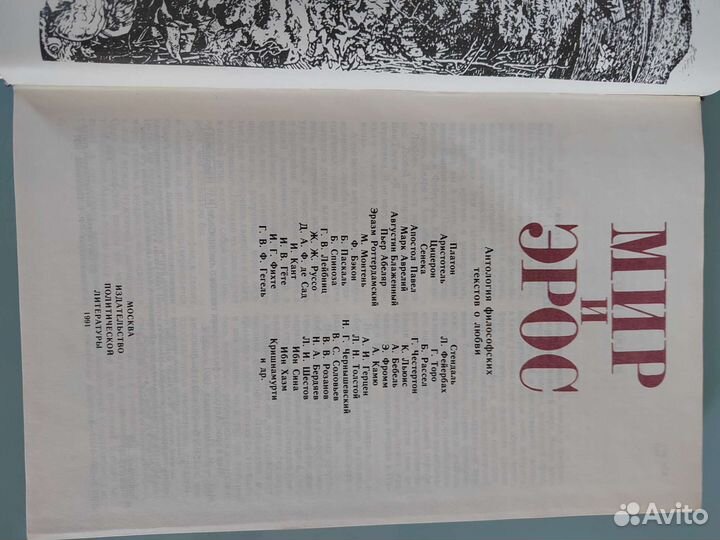 МИР
И
ЭРОС
Антология философских
текстов о любви
Платон
Аристотель
Цицерон
Сенека
Апостол Павел
Марк Аврелий
Августин Блаженный
Пьер Абеляр
Эразм Роттердамский
М. Монтень
Ф. Бэкон
Б. Паскаль
Б. Спиноза
Г. В. Лейбниц
Ж. Ж. Руссо
Д. А. Ф. де Сад
И. Кант
И. В. Гёте
И. Г. Фихте
Г. В. Ф. Гегель
Стендаль
Л. Фейербах
Г. Торо
Б. Рассел
Г. Честертон
К. Льюис
А. Бебель
Э. Фромм
А. Камю
А. И. Герцен
Л. Н. Толстой
Н. Г. Чернышевский
В. С. Соловьев
В. В. Розанов
Н. А. Бердяев
Л. И. Шестов
Ибн Сина
Ибн Хазм
Кришнамурти
и др.
МОСКВА
ИЗДАТЕЛЬСТВО
ПОЛИТИЧЕСКОЙ
ЛИТЕРАТУРЫ
1991
Avito